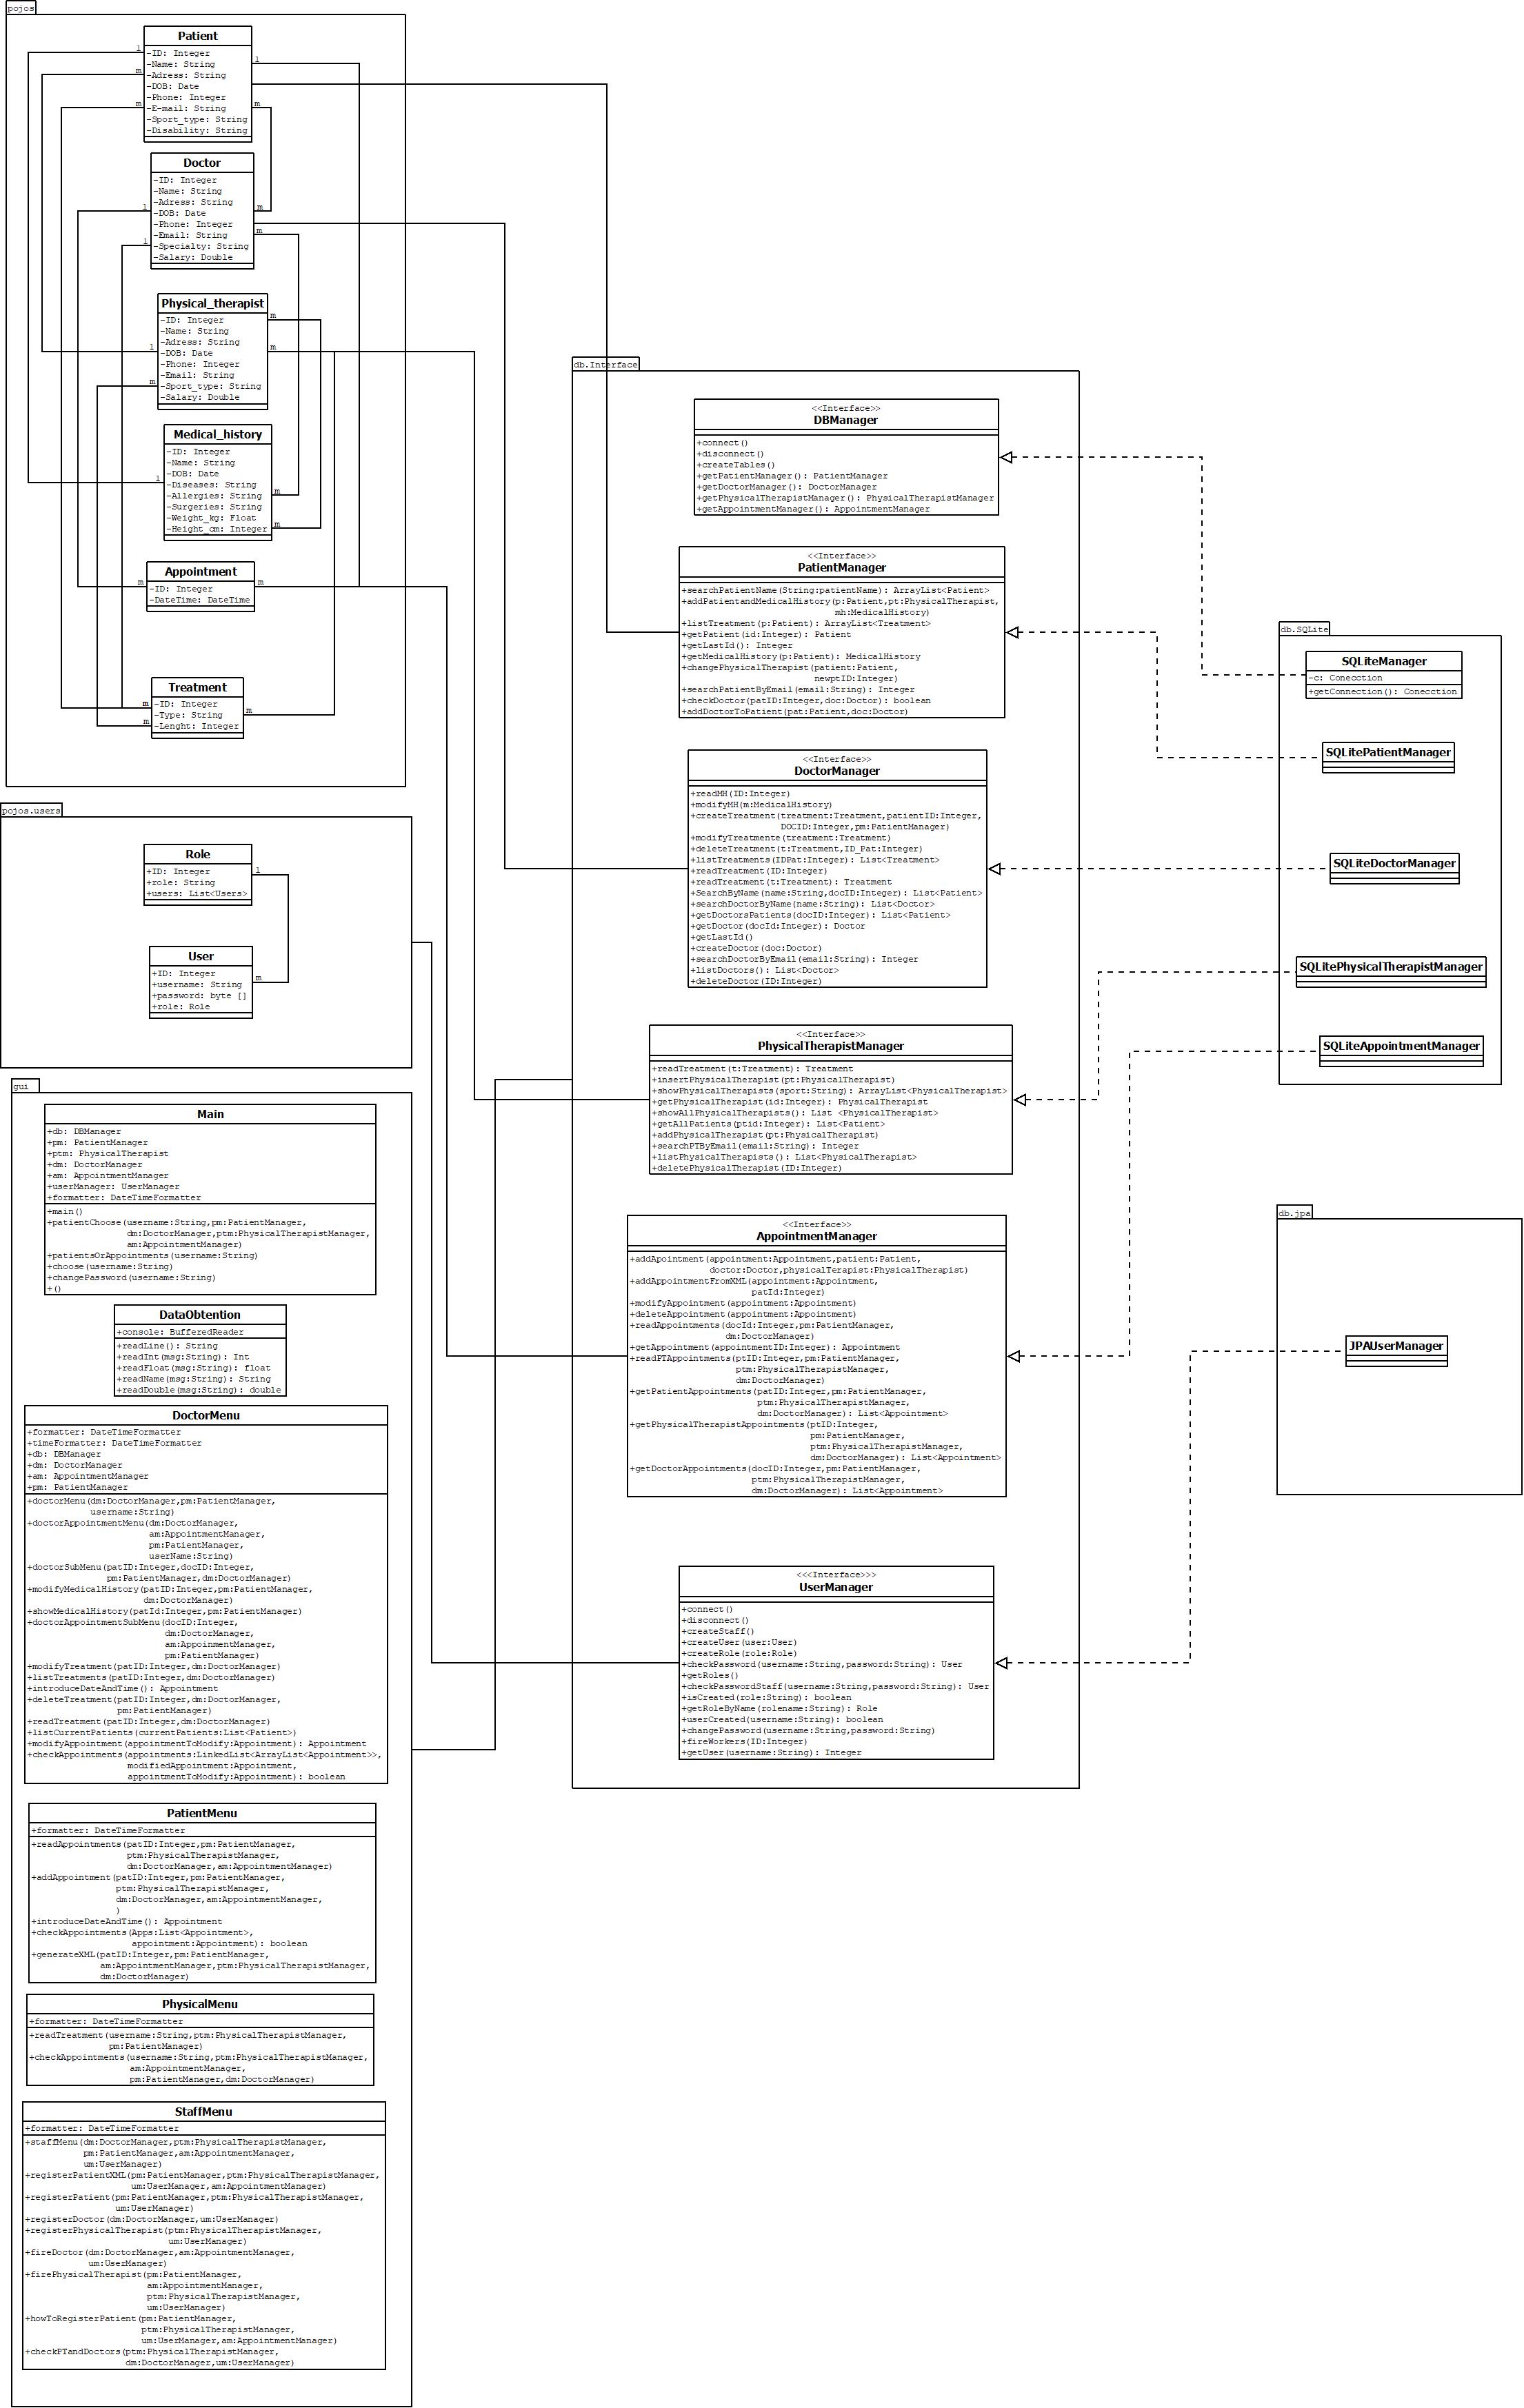 pojos
Patient
-ID: Integer
-Name: String
-Adress: String
-DOB: Date
-Phone: Integer
-E-mail: String
-Sport_type: String
-Disability: String
1
m
m
1
m
Doctor
-ID: Integer
-Name: String
-Adress: String
-DOB: Date
-Phone: Integer
-Email: String
-Specialty: String
-Salary: Double
1
1
m
m
Physical_therapist
-ID: Integer
-Name: String
-Adress: String
-DOB: Date
-Phone: Integer
-Email: String
-Sport_type: String
-Salary: Double
1
m
m
m
Medical_history
-ID: Integer
-Name: String
-DOB: Date
-Diseases: String
-Allergies: String
-Surgeries: String
-Weight_kg: Float
-Height_cm: Integer
1
m
m
Appointment
-ID: Integer
-DateTime: DateTime
m
m
Treatment
-ID: Integer
-Type: String
-Lenght: Integer
m
m
m
pojos.users
Role
+ID: Integer
+role: String
+users: List<Users>
1
User
+ID: Integer
+username: String
+password: byte []
+role: Role
m
gui
Main
+db: DBManager
+pm: PatientManager
+ptm: PhysicalTherapist
+dm: DoctorManager
+am: AppointmentManager
+userManager: UserManager
+formatter: DateTimeFormatter
+main()
+patientChoose(username:String,pm:PatientManager,
dm:DoctorManager,ptm:PhysicalTherapistManager,
am:AppointmentManager)
+patientsOrAppointments(username:String)
+choose(username:String)
+changePassword(username:String)
+()
DataObtention
+console: BufferedReader
+readLine(): String
+readInt(msg:String): Int
+readFloat(msg:String): float
+readName(msg:String): String
+readDouble(msg:String): double
DoctorMenu
+formatter: DateTimeFormatter
+timeFormatter: DateTimeFormatter
+db: DBManager
+dm: DoctorManager
+am: AppointmentManager
+pm: PatientManager
+doctorMenu(dm:DoctorManager,pm:PatientManager,
username:String)
+doctorAppointmentMenu(dm:DoctorManager,
am:AppointmentManager,
pm:PatientManager,
userName:String)
+doctorSubMenu(patID:Integer,docID:Integer,
pm:PatientManager,dm:DoctorManager)
+modifyMedicalHistory(patID:Integer,pm:PatientManager,
dm:DoctorManager)
+showMedicalHistory(patId:Integer,pm:PatientManager)
+doctorAppointmentSubMenu(docID:Integer,
dm:DoctorManager,
am:AppoinmentManager,
pm:PatientManager)
+modifyTreatment(patID:Integer,dm:DoctorManager)
+listTreatments(patID:Integer,dm:DoctorManager)
+introduceDateAndTime(): Appointment
+deleteTreatment(patID:Integer,dm:DoctorManager,
pm:PatientManager)
+readTreatment(patID:Integer,dm:DoctorManager)
+listCurrentPatients(currentPatients:List<Patient>)
+modifyAppointment(appointmentToModify:Appointment): Appointment
+checkAppointments(appointments:LinkedList<ArrayList<Appointment>>,
modifiedAppointment:Appointment,
appointmentToModify:Appointment): boolean
PatientMenu
+formatter: DateTimeFormatter
+readAppointments(patID:Integer,pm:PatientManager,
ptm:PhysicalTherapistManager,
dm:DoctorManager,am:AppointmentManager)
+addAppointment(patID:Integer,pm:PatientManager,
ptm:PhysicalTherapistManager,
dm:DoctorManager,am:AppointmentManager,
)
+introduceDateAndTime(): Appointment
+checkAppointments(Apps:List<Appointment>,
appointment:Appointment): boolean
+generateXML(patID:Integer,pm:PatientManager,
am:AppointmentManager,ptm:PhysicalTherapistManager,
dm:DoctorManager)
PhysicalMenu
+formatter: DateTimeFormatter
+readTreatment(username:String,ptm:PhysicalTherapistManager,
pm:PatientManager)
+checkAppointments(username:String,ptm:PhysicalTherapistManager,
am:AppointmentManager,
pm:PatientManager,dm:DoctorManager)
StaffMenu
+formatter: DateTimeFormatter
+staffMenu(dm:DoctorManager,ptm:PhysicalTherapistManager,
pm:PatientManager,am:AppointmentManager,
um:UserManager)
+registerPatientXML(pm:PatientManager,ptm:PhysicalTherapistManager,
um:UserManager,am:AppointmentManager)
+registerPatient(pm:PatientManager,ptm:PhysicalTherapistManager,
um:UserManager)
+registerDoctor(dm:DoctorManager,um:UserManager)
+registerPhysicalTherapist(ptm:PhysicalTherapistManager,
um:UserManager)
+fireDoctor(dm:DoctorManager,am:AppointmentManager,
um:UserManager)
+firePhysicalTherapist(pm:PatientManager,
am:AppointmentManager,
ptm:PhysicalTherapistManager,
um:UserManager)
+howToRegisterPatient(pm:PatientManager,
ptm:PhysicalTherapistManager,
um:UserManager,am:AppointmentManager)
+checkPTandDoctors(ptm:PhysicalTherapistManager,
dm:DoctorManager,um:UserManager)
db.Interface
<<Interface>>
DBManager
+connect()
+disconnect()
+createTables()
+getPatientManager(): PatientManager
+getDoctorManager(): DoctorManager
+getPhysicalTherapistManager(): PhysicalTherapistManager
+getAppointmentManager(): AppointmentManager
<<Interface>>
PatientManager
+searchPatientName(String:patientName): ArrayList<Patient>
+addPatientandMedicalHistory(p:Patient,pt:PhysicalTherapist,
mh:MedicalHistory)
+listTreatment(p:Patient): ArrayList<Treatment>
+getPatient(id:Integer): Patient
+getLastId(): Integer
+getMedicalHistory(p:Patient): MedicalHistory
+changePhysicalTherapist(patient:Patient,
newptID:Integer)
+searchPatientByEmail(email:String): Integer
+checkDoctor(patID:Integer,doc:Doctor): boolean
+addDoctorToPatient(pat:Patient,doc:Doctor)
<<Interface>>
DoctorManager
+readMH(ID:Integer)
+modifyMH(m:MedicalHistory)
+createTreatment(treatment:Treatment,patientID:Integer,
DOCID:Integer,pm:PatientManager)
+modifyTreatmente(treatment:Treatment)
+deleteTreatment(t:Treatment,ID_Pat:Integer)
+listTreatments(IDPat:Integer): List<Treatment>
+readTreatment(ID:Integer)
+readTreatment(t:Treatment): Treatment
+SearchByName(name:String,docID:Integer): List<Patient>
+searchDoctorByName(name:String): List<Doctor>
+getDoctorsPatients(docID:Integer): List<Patient>
+getDoctor(docId:Integer): Doctor
+getLastId()
+createDoctor(doc:Doctor)
+searchDoctorByEmail(email:String): Integer
+listDoctors(): List<Doctor>
+deleteDoctor(ID:Integer)
<<Interface>>
PhysicalTherapistManager
+readTreatment(t:Treatment): Treatment
+insertPhysicalTherapist(pt:PhysicalTherapist)
+showPhysicalTherapists(sport:String): ArrayList<PhysicalTherapist>
+getPhysicalTherapist(id:Integer): PhysicalTherapist
+showAllPhysicalTherapists(): List <PhysicalTherapist>
+getAllPatients(ptid:Integer): List<Patient>
+addPhysicalTherapist(pt:PhysicalTherapist)
+searchPTByEmail(email:String): Integer
+listPhysicalTherapists(): List<PhysicalTherapist>
+deletePhysicalTherapist(ID:Integer)
<<Interface>>
AppointmentManager
+addApointment(appointment:Appointment,patient:Patient,
doctor:Doctor,physicalTerapist:PhysicalTherapist)
+addAppointmentFromXML(appointment:Appointment,
patId:Integer)
+modifyAppointment(appointment:Appointment)
+deleteAppointment(appointment:Appointment)
+readAppointments(docId:Integer,pm:PatientManager,
dm:DoctorManager)
+getAppointment(appointmentID:Integer): Appointment
+readPTAppointments(ptID:Integer,pm:PatientManager,
ptm:PhysicalTherapistManager,
dm:DoctorManager)
+getPatientAppointments(patID:Integer,pm:PatientManager,
ptm:PhysicalTherapistManager,
dm:DoctorManager): List<Appointment>
+getPhysicalTherapistAppointments(ptID:Integer,
pm:PatientManager,
ptm:PhysicalTherapistManager,
dm:DoctorManager): List<Appointment>
+getDoctorAppointments(docID:Integer,pm:PatientManager,
ptm:PhysicalTherapistManager,
dm:DoctorManager): List<Appointment>
<<<Interface>>>
UserManager
+connect()
+disconnect()
+createStaff()
+createUser(user:User)
+createRole(role:Role)
+checkPassword(username:String,password:String): User
+getRoles()
+checkPasswordStaff(username:String,password:String): User
+isCreated(role:String): boolean
+getRoleByName(rolename:String): Role
+userCreated(username:String): boolean
+changePassword(username:String,password:String)
+fireWorkers(ID:Integer)
+getUser(username:String): Integer
db.SQLite
SQLiteManager
-c: Conecction
+getConnection(): Conecction
SQLitePatientManager
SQLiteDoctorManager
SQLitePhysicalTherapistManager
SQLiteAppointmentManager
db.jpa
JPAUserManager